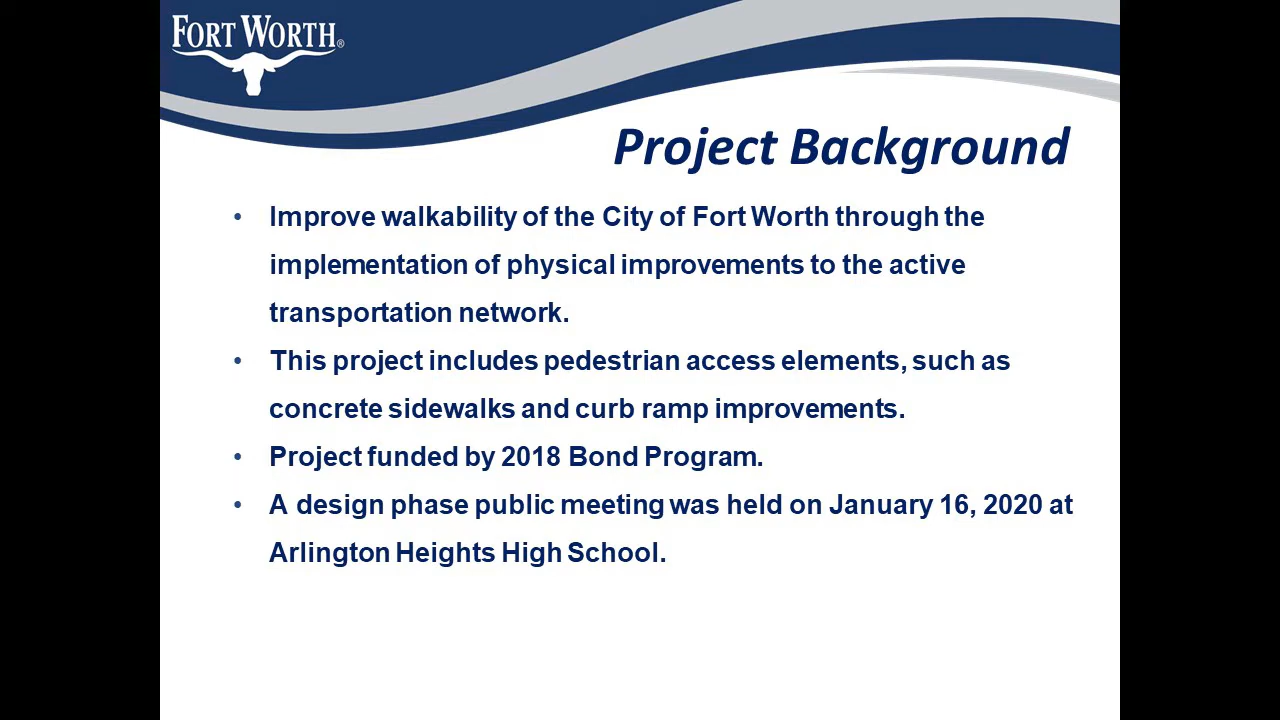 FORT WORTH®
Project Background
• Improve walkability of the City of Fort Worth through the
implementation of physical improvements to the active
transportation network.
• This project includes pedestrian access elements, such as
concrete sidewalks and curb ramp improvements.
• Project funded by 2018 Bond Program.
• A design phase public meeting was held on January 16, 2020 at
Arlington Heights High School.